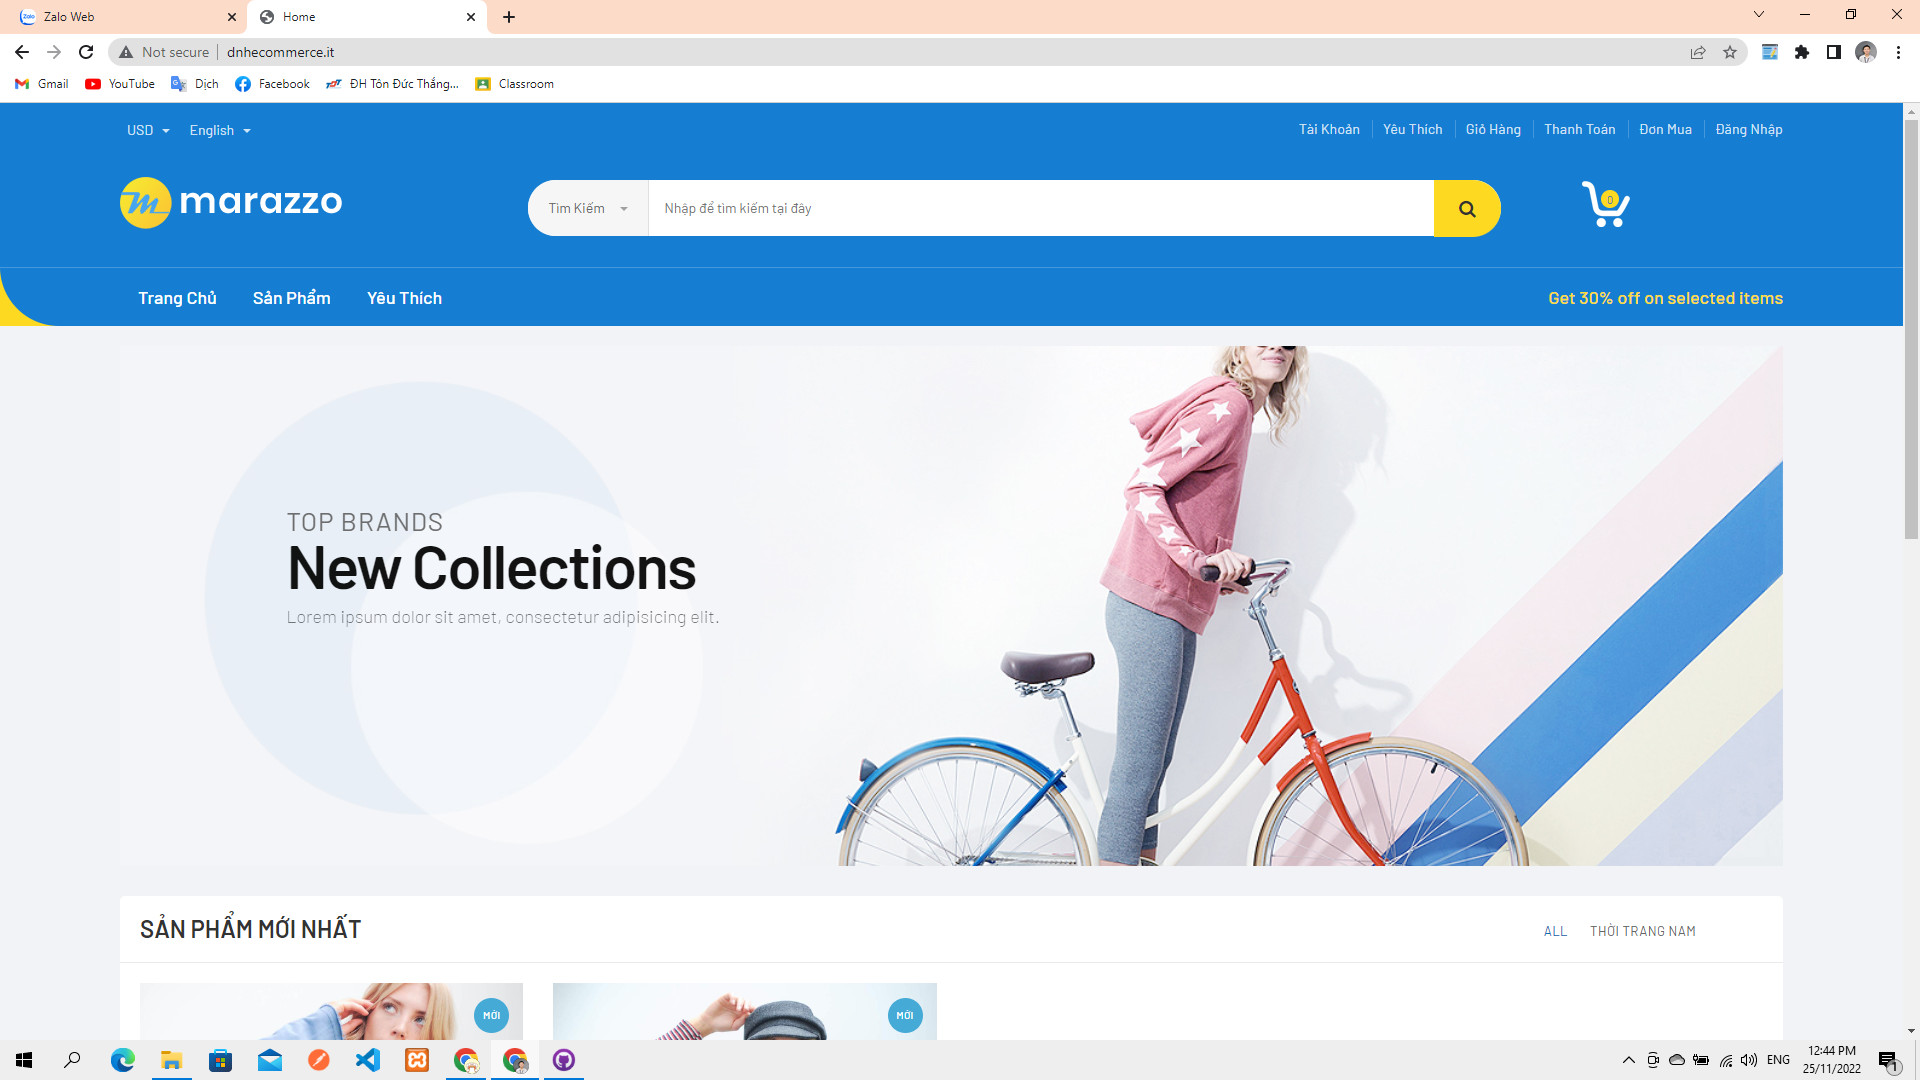 Zalo Web
Home
Not secure
dnhecommerce.it
Gmail
YouTube
Dịch
Facebook
ĐH Tôn Đức Thắng...
Classroom
USD
English
Tài Khoản
Yêu Thích
Giỏ Hàng
Thanh Toán
Đơn Mua
Đăng Nhập
marazzo
Tìm Kiếm
Nhập để tìm kiếm tại đây
0
Trang Chủ
Sản Phẩm
Yêu Thích
Get 30% off on selected items
TOP BRANDS
New Collections
Lorem ipsum dolor sit amet, consectetur adipisicing elit.
SẢN PHẨM MỚI NHẤT
ALL
THỜI TRANG NAM
MỚI
MỚI
ENG
12:44 PM
25/11/2022
1